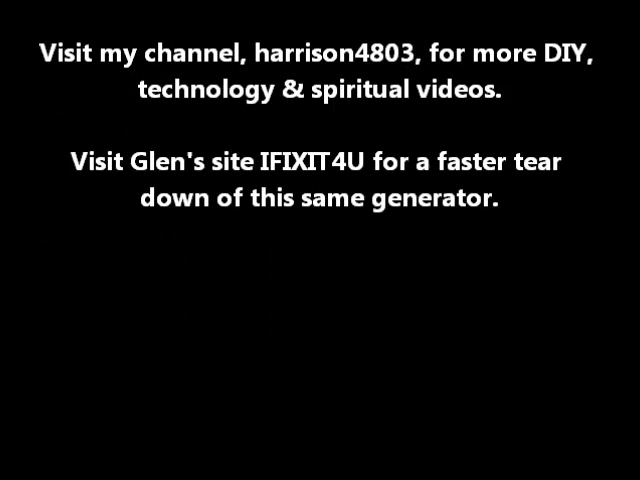 Visit my channel, harrison4803, for more DIY,
technology & spiritual videos.
Visit Glen's site IFIXIT4U for a faster tear
down of this same generator.